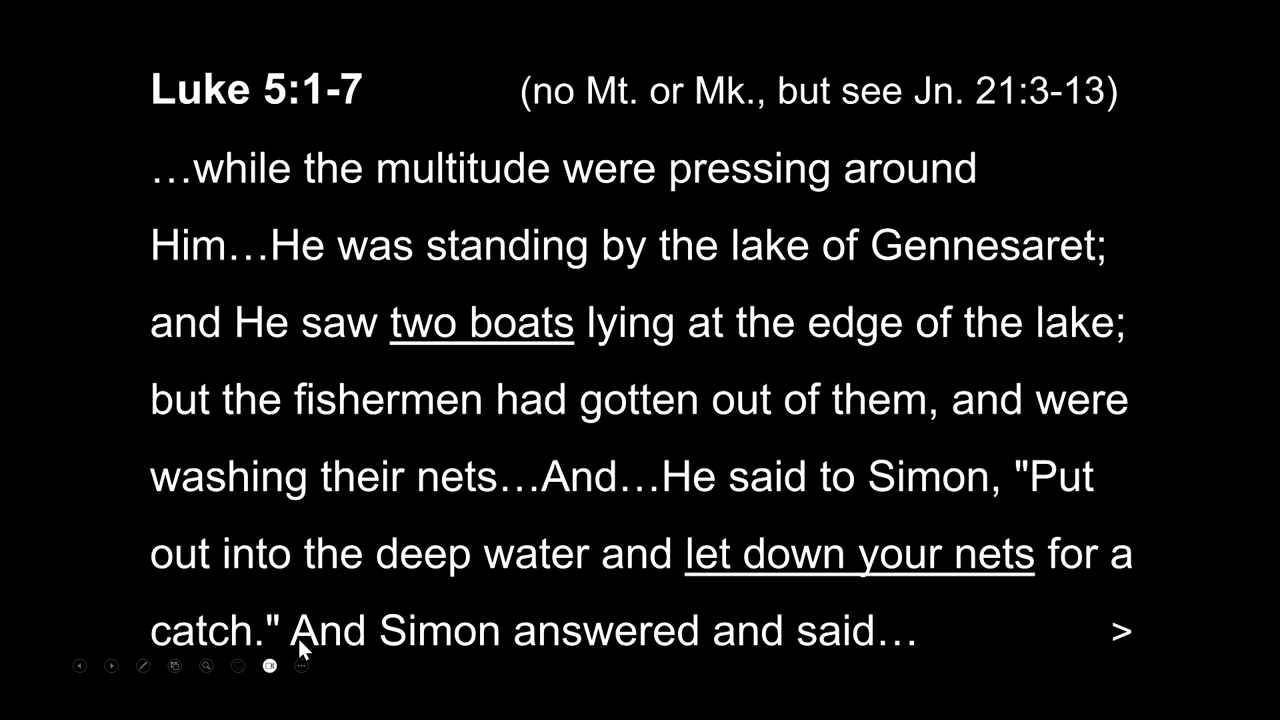 Luke 5:1-7 (no Mt. or Mk., but see Jn. 21:3-13)
…while the multitude were pressing around
Him…He was standing by the lake of Gennesaret;
and He saw two boats lying at the edge of the lake;
but the fishermen had gotten out of them, and were
washing their nets…And…He said to Simon, "Put
out into the deep water and let down your nets for a
catch." And Simon answered and said… >